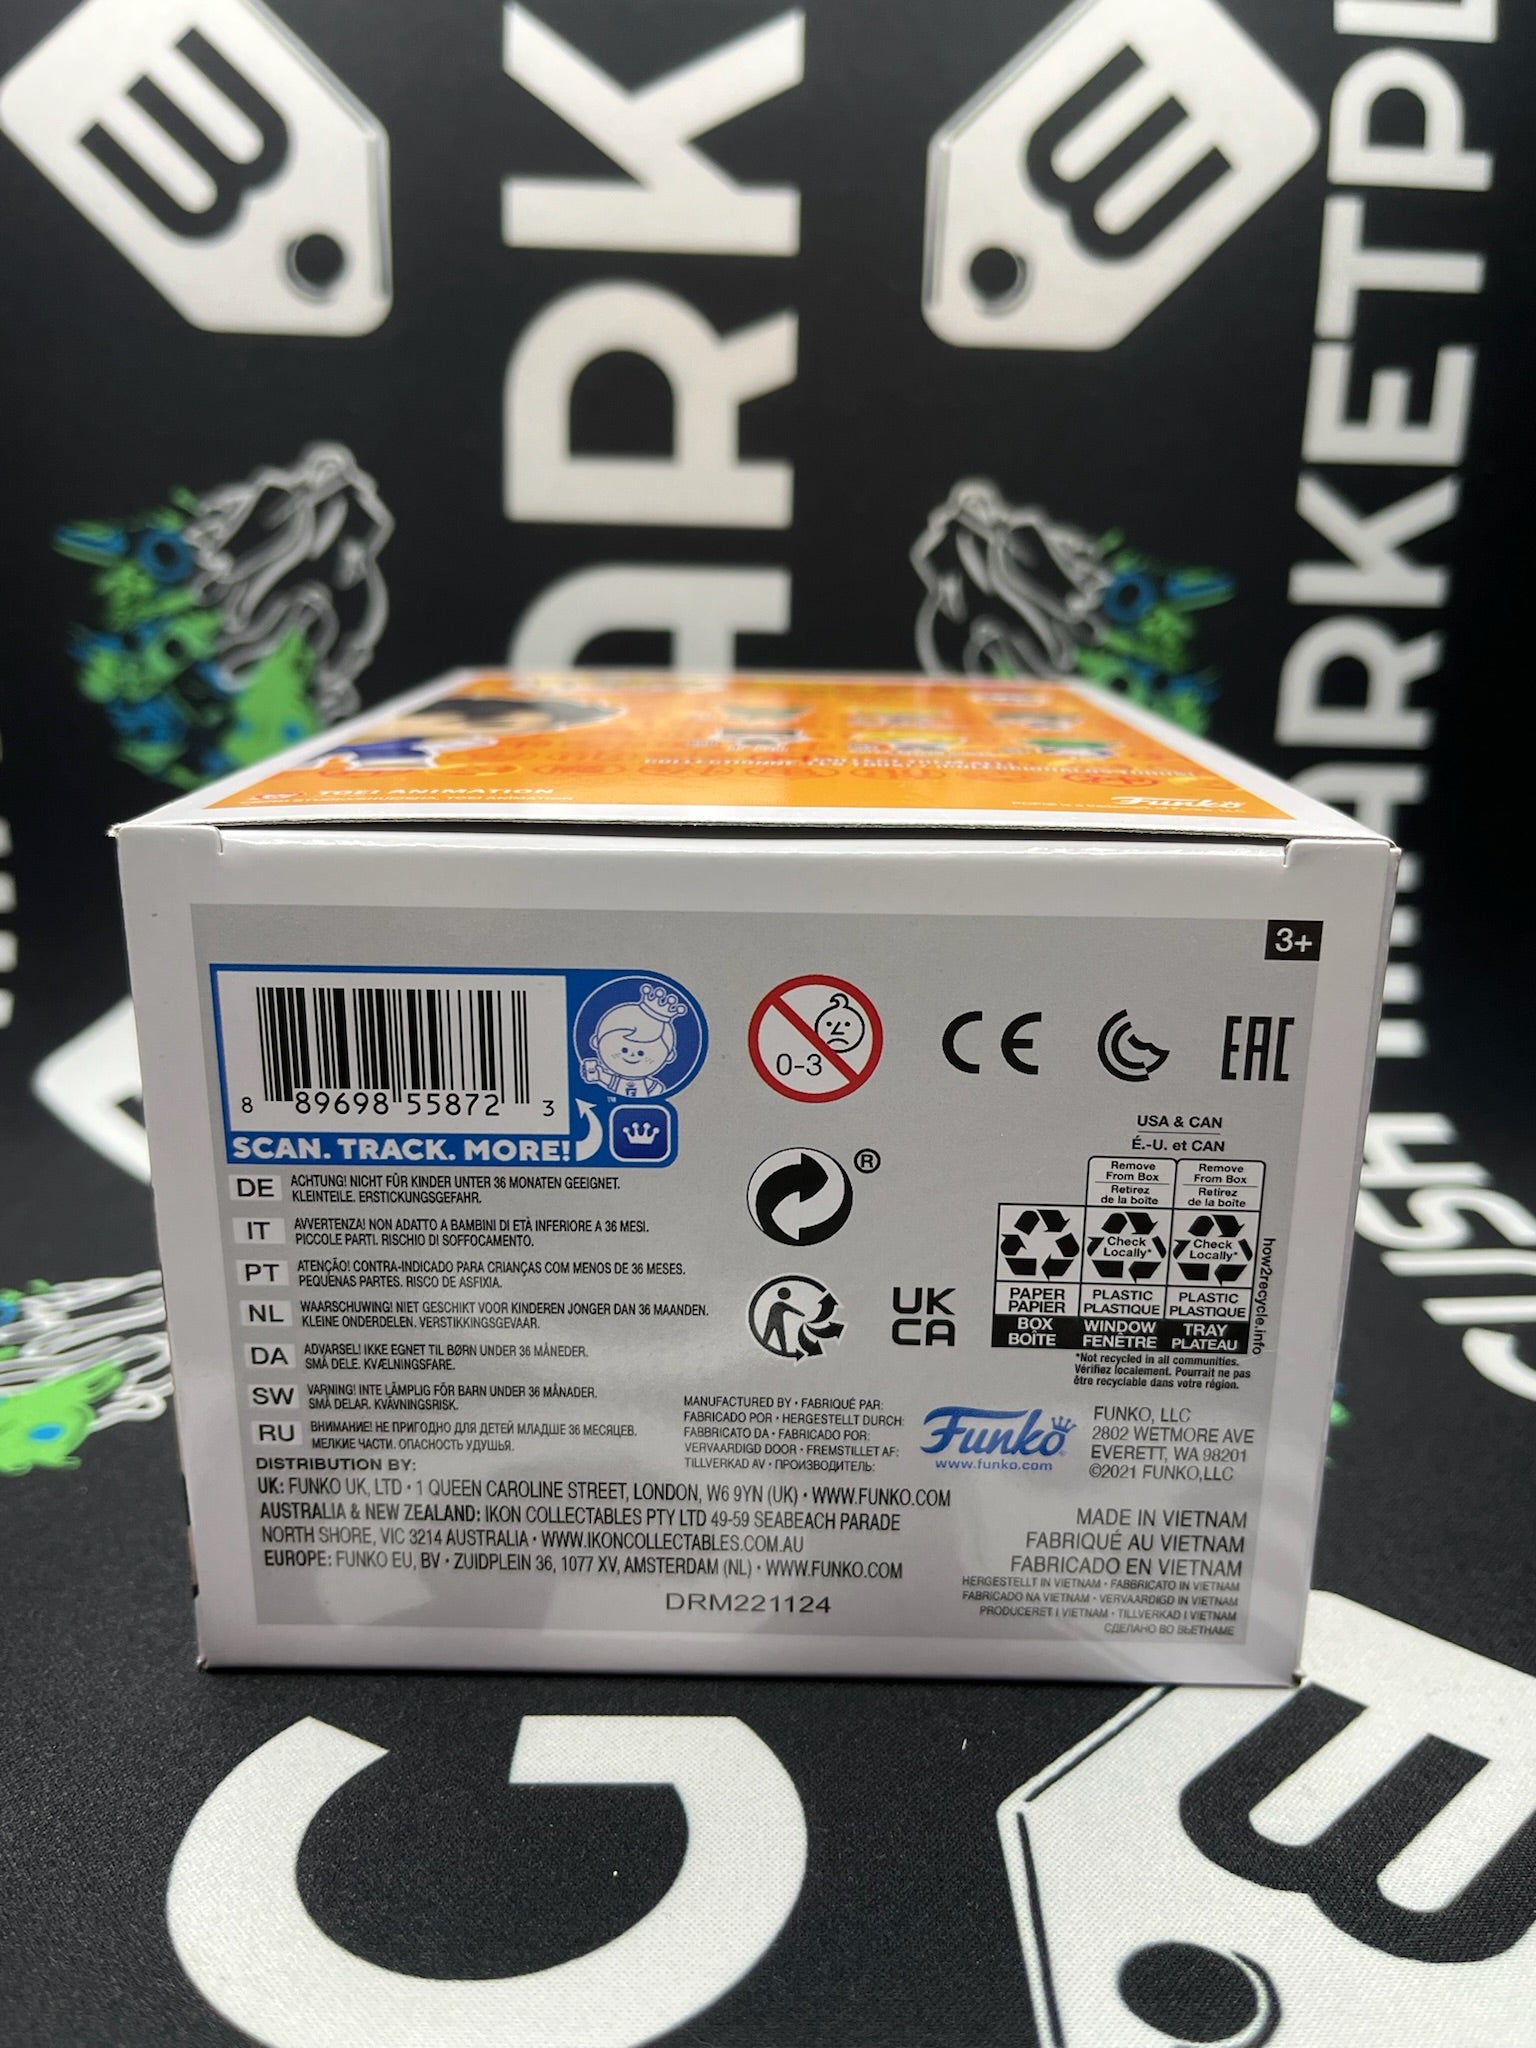 ARK
MARKETPL
TOEI ANIMATION
Funko
3+
8 89698 55872 3
SCAN. TRACK. MORE!
™
0-3
CE
EAC
DE ACHTUNG! NICHT FÜR KINDER UNTER 36 MONATEN GEEIGNET.
KLEINTEILE. ERSTICKUNGSGEFAHR.
IT AVVERTENZA! NON ADATTO A BAMBINI DI ETÀ INFERIORE A 36 MESI.
PICCOLE PARTI. RISCHIO DI SOFFOCAMENTO.
PT ATENÇÃO! CONTRA-INDICADO PARA CRIANÇAS COM MENOS DE 36 MESES.
PEQUENAS PARTES. RISCO DE ASFIXIA.
NL WAARSCHUWING! NIET GESCHIKT VOOR KINDEREN JONGER DAN 36 MAANDEN.
KLEINE ONDERDELEN. VERSTIKKINGSGEVAAR.
DA ADVARSEL! IKKE EGNET TIL BØRN UNDER 36 MÅNEDER.
SMÅ DELE. KVÆLNINGSFARE.
SW VARNING! INTE LÄMPLIG FÖR BARN UNDER 36 MÅNADER.
SMÅ DELAR. KVÄVNINGSRISK.
RU ВНИМАНИЕ! НЕ ПРИГОДНО ДЛЯ ДЕТЕЙ МЛАДШЕ 36 МЕСЯЦЕВ.
МЕЛКИЕ ЧАСТИ. ОПАСНОСТЬ УДУШЬЯ.
®
UK
CA
USA & CAN
É.-U. et CAN
Remove
From Box
Retirez
de la boîte
Remove
From Box
Retirez
de la boîte
Check
Locally*
Check
Locally*
PAPER
PAPIER
PLASTIC
PLASTIQUE
PLASTIC
PLASTIQUE
BOX
BOÎTE
WINDOW
FENÊTRE
TRAY
PLATEAU
how2recycle.info
*Not recycled in all communities.
Vérifiez localement. Pourrait ne pas
être recyclable dans votre région.
MANUFACTURED BY • FABRIQUÉ PAR:
FABRICADO POR • HERGESTELLT DURCH:
FABBRICATO DA • FABRICADO POR:
VERVAARDIGD DOOR • FREMSTILLET AF:
TILLVERKAD AV • ПРОИЗВОДИТЕЛЬ:
Funko
www.funko.com
FUNKO, LLC
2802 WETMORE AVE
EVERETT, WA 98201
©2021 FUNKO,LLC
DISTRIBUTION BY:
UK: FUNKO UK, LTD • 1 QUEEN CAROLINE STREET, LONDON, W6 9YN (UK) • WWW.FUNKO.COM
AUSTRALIA & NEW ZEALAND: IKON COLLECTABLES PTY LTD 49-59 SEABEACH PARADE
NORTH SHORE, VIC 3214 AUSTRALIA • WWW.IKONCOLLECTABLES.COM.AU
EUROPE: FUNKO EU, BV • ZUIDPLEIN 36, 1077 XV, AMSTERDAM (NL) • WWW.FUNKO.COM
DRM221124
MADE IN VIETNAM
FABRIQUÉ AU VIETNAM
FABRICADO EN VIETNAM
HERGESTELLT IN VIETNAM • FABBRICATO IN VIETNAM
FABRICADO NA VIETNAM • VERVAARDIGD IN VIETNAM
PRODUCERET I VIETNAM • TILLVERKAD I VIETNAM
СДЕЛАНО ВО ВЬЕТНАМЕ